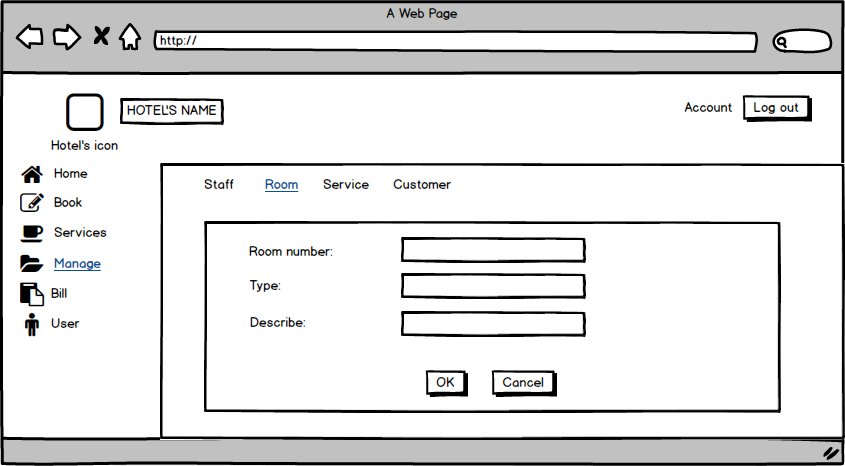 A Web Page
http://
HOTEL'S NAME
Account
Log out
Hotel's icon
Home
Book
Services
Manage
Bill
User
Staff
Room
Service
Customer
Room number:
Type:
Describe:
OK
Cancel